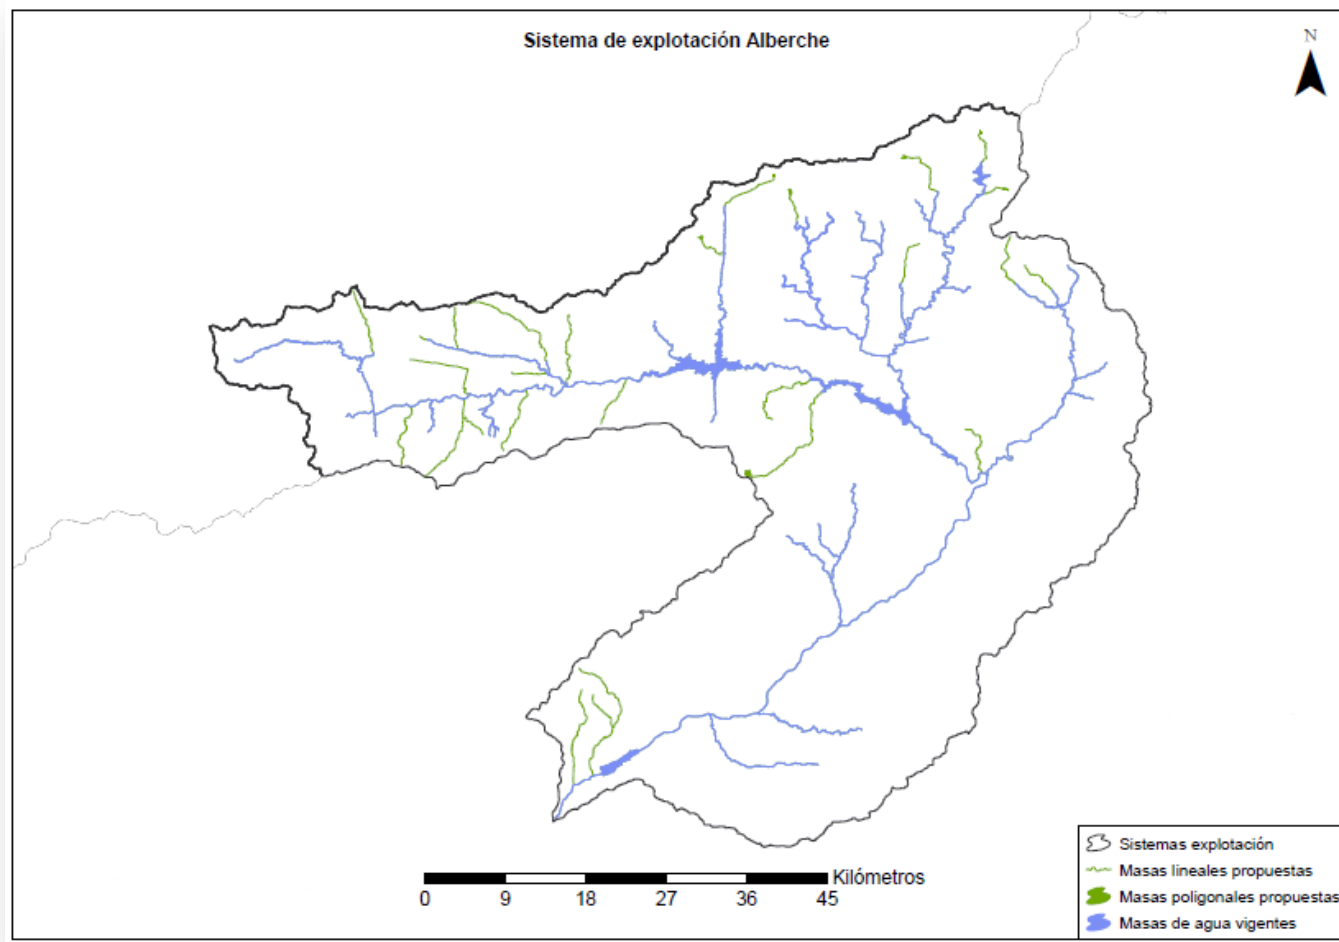 Sistema de explotación Alberche
N
Sistemas explotación
Masas lineales propuestas
Masas poligonales propuestas
Masas de agua vigentes
Kilómetros
0 9 18 27 36 45